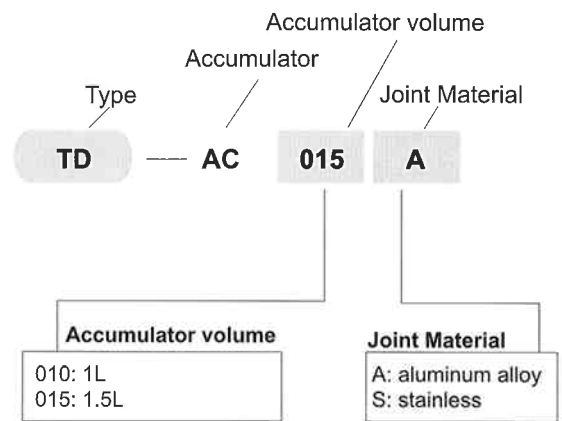 Accumulator volume
Accumulator
Type
Joint Material
TD — AC 015 A
Accumulator volume
010: 1L
015: 1.5L
Joint Material
A: aluminum alloy
S: stainless